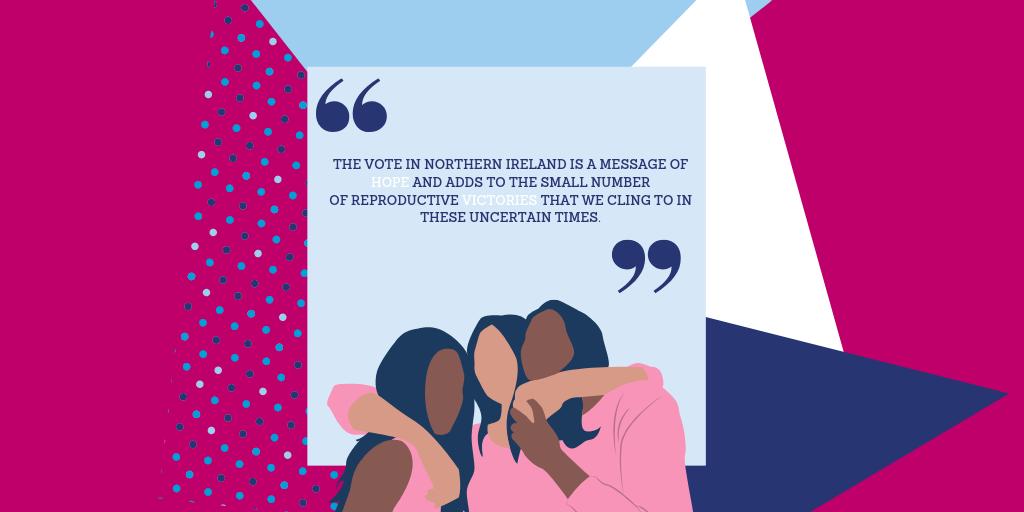 THE VOTE IN NORTHERN IRELAND IS A MESSAGE OF
HOPE AND ADDS TO THE SMALL NUMBER
OF REPRODUCTIVE VICTORIES THAT WE CLING TO IN
THESE UNCERTAIN TIMES.